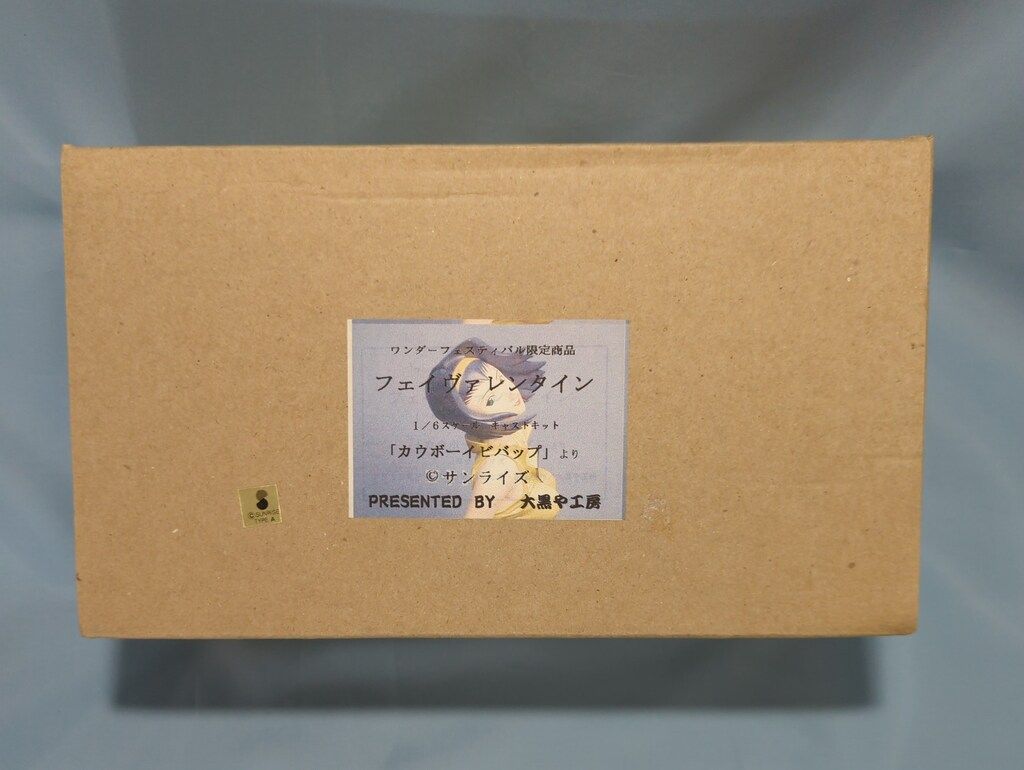 ワンダーフェスティバル限定商品
フェイヴァレンタイン
1/6スケール キャストキット
「カウボーイビバップ」より
©サンライズ
PRESENTED BY 大黒や工房
©SUNRISE
TYPE A